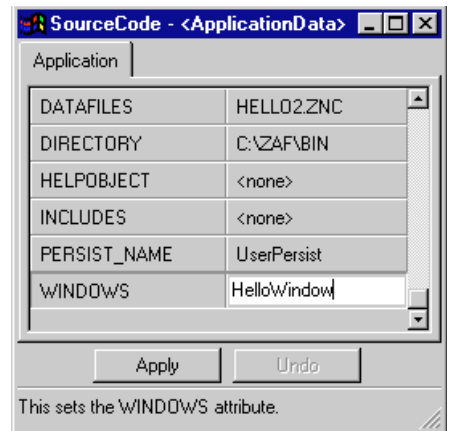 SourceCode - <ApplicationData>
Application
DATAFILES HELLO2.ZNC
DIRECTORY C:\ZAF\BIN
HELPOBJECT <none>
INCLUDES <none>
PERSIST_NAME UserPersist
WINDOWS HelloWindow
Apply Undo
This sets the WINDOWS attribute.